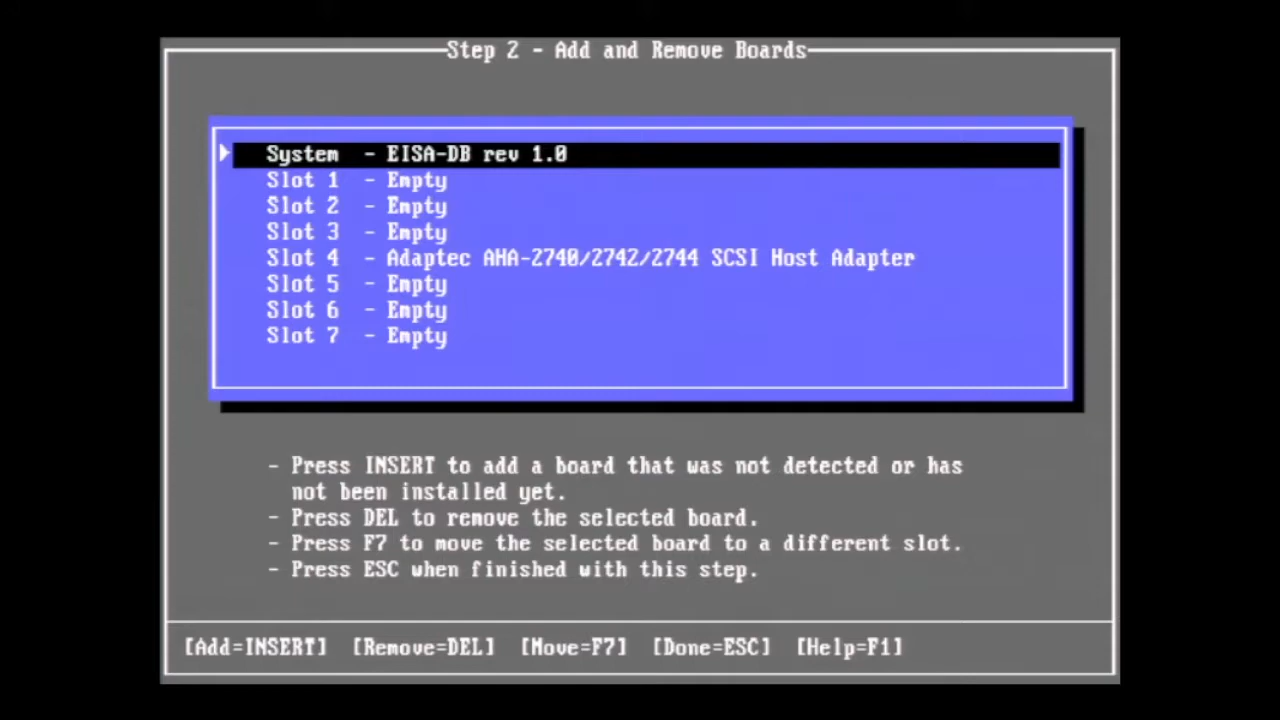 Step 2 - Add and Remove Boards
System - EISA-DB rev 1.0
Slot 1 - Empty
Slot 2 - Empty
Slot 3 - Empty
Slot 4 - Adaptec AHA-2740/2742/2744 SCSI Host Adapter
Slot 5 - Empty
Slot 6 - Empty
Slot 7 - Empty
- Press INSERT to add a board that was not detected or has
not been installed yet.
- Press DEL to remove the selected board.
- Press F7 to move the selected board to a different slot.
- Press ESC when finished with this step.
[Add=INSERT] [Remove=DEL] [Move=F7] [Done=ESC] [Help=F1]